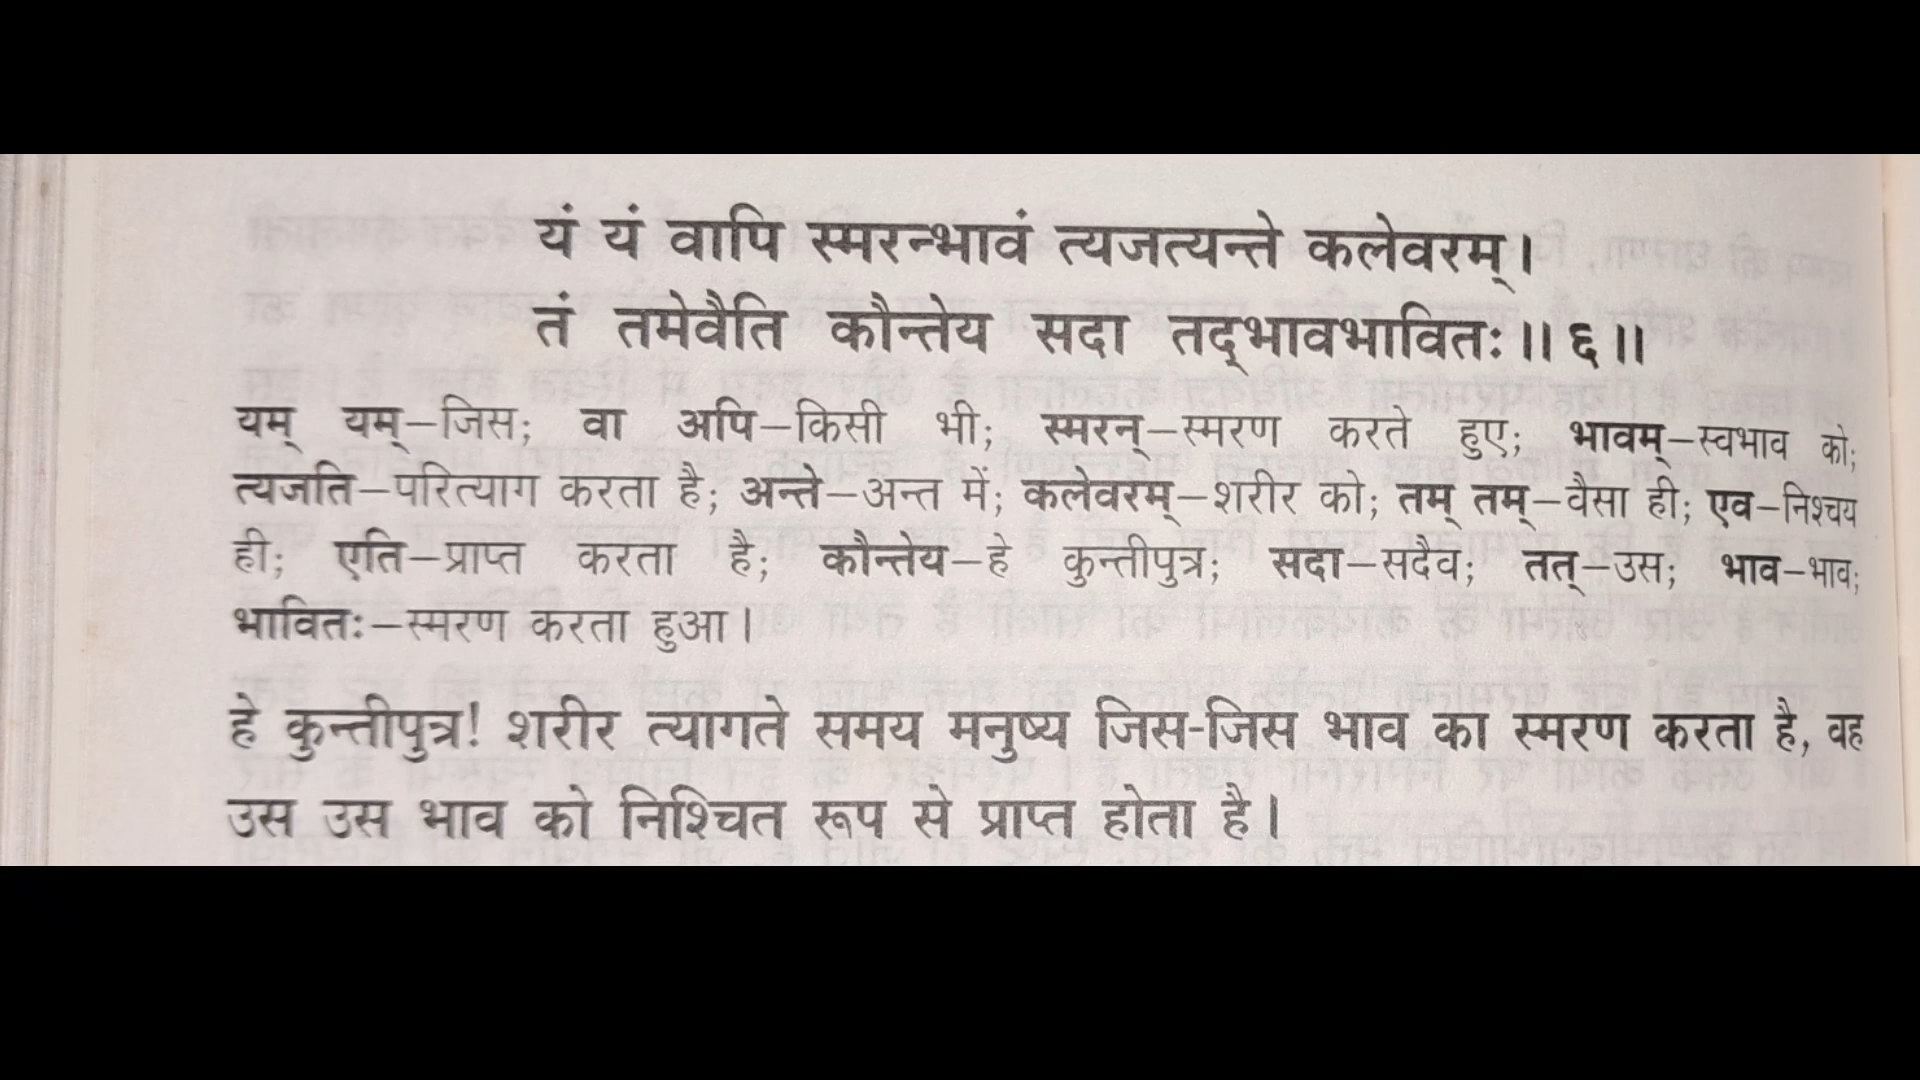 यं यं वापि स्मरन्भावं त्यजत्यन्ते कलेवरम्।
तं तमेवैति कौन्तेय सदा तद्भावभावितः॥ ६॥
यम् यम्–जिस; वा अपि–किसी भी; स्मरन्–स्मरण करते हुए; भावम्–स्वभाव को;
त्यजति–परित्याग करता है; अन्ते–अन्त में; कलेवरम्–शरीर को; तम् तम्–वैसा ही; एव–निश्चय
ही; एति–प्राप्त करता है; कौन्तेय–हे कुन्तीपुत्र; सदा–सदैव; तत्–उस; भाव–भाव;
भावितः–स्मरण करता हुआ।
हे कुन्तीपुत्र! शरीर त्यागते समय मनुष्य जिस-जिस भाव का स्मरण करता है, वह
उस उस भाव को निश्चित रूप से प्राप्त होता है।